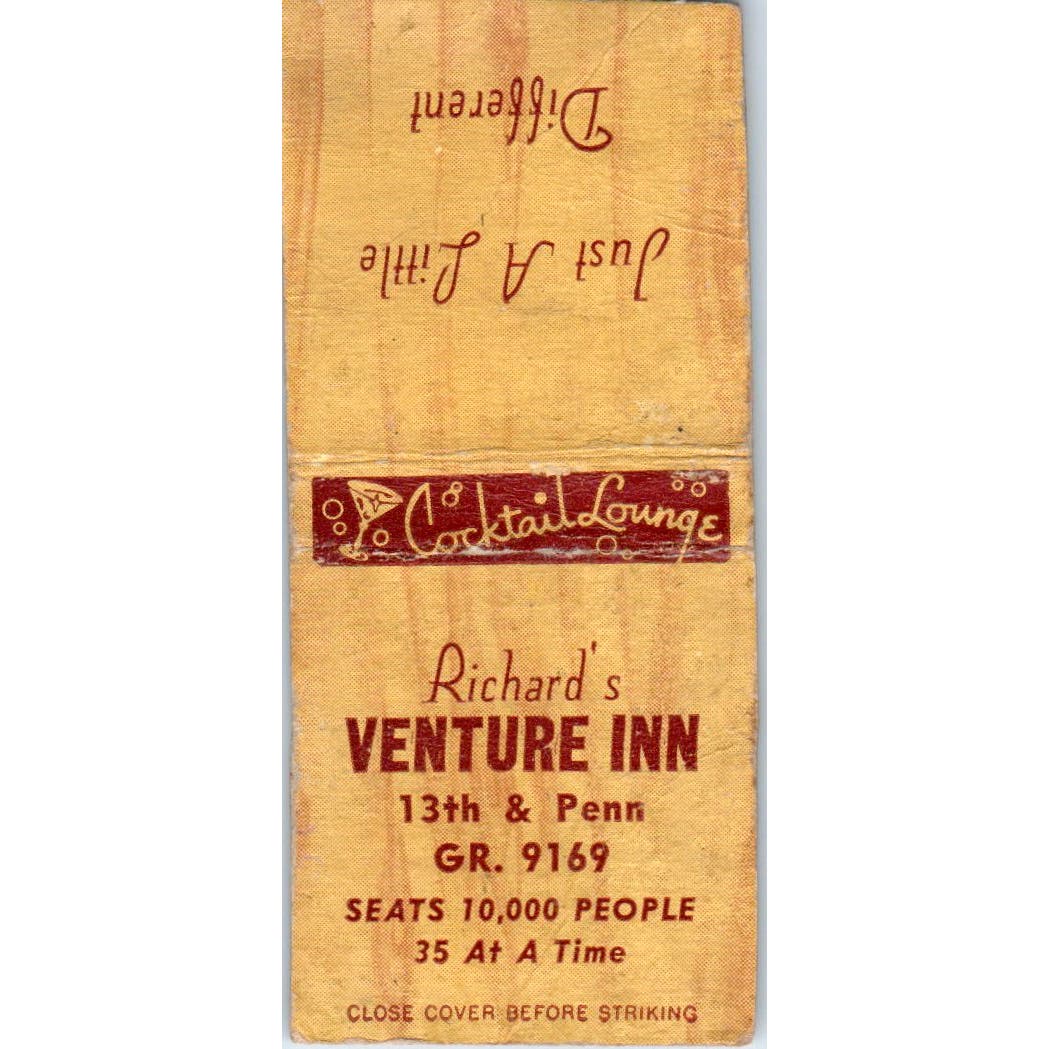 Just A Little
Different
Cocktail Lounge
Richard's
VENTURE INN
13th & Penn
GR. 9169
SEATS 10,000 PEOPLE
35 At A Time
CLOSE COVER BEFORE STRIKING